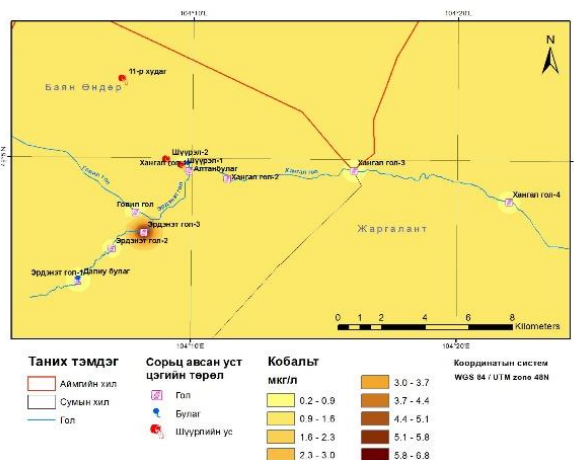 104°10'E
104°20'E
N
11-р худаг
Баян Өндөр
Шүүрэл-2
Шүүрэл-1
Алтанбулаг
Хангал гол-2
Хангал гол
Хангал гол-3
Хангал гол-4
Говил гол
Говил гол
Эрдэнэт гол
Эрдэнэт гол-3
Эрдэнэт гол-2
Эрдэнэт гол-1
Жаргалант
0 1 2 4 6 8
Kilometers
104°10'E
104°20'E
Таних тэмдэг
Аймгийн хил
Сумын хил
Гол
Сорьц авсан уст
цэгийн төрөл
Гол
Булаг
Шүүрлийн ус
Кобальт
мкг/л
0.2 - 0.9
0.9 - 1.6
1.6 - 2.3
2.3 - 3.0
3.0 - 3.7
3.7 - 4.4
4.4 - 5.1
5.1 - 5.8
5.8 - 6.8
Координатын систем
WGS 84 / UTM zone 48N